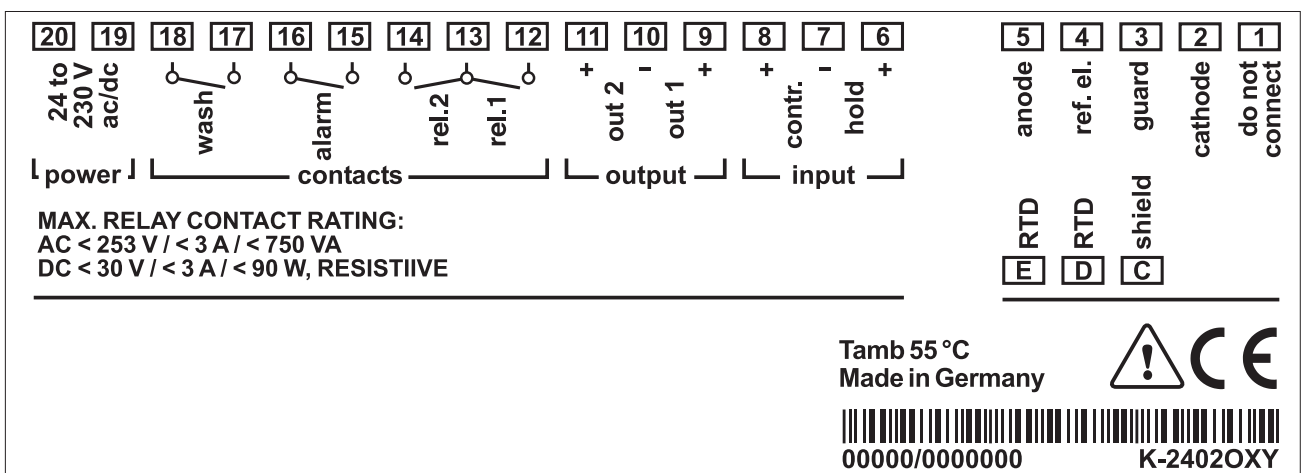 20 19 18 17 16 15 14 13 12 11 10 9 8 7 6 5 4 3 2 1
+ - + + - +
24 to
230 V
ac/dc
wash
alarm
rel.2
rel.1
out 2
out 1
contr.
hold
anode
ref. el.
guard
cathode
do not
connect
power contacts output input
RTD
RTD
shield
E D C
MAX. RELAY CONTACT RATING:
AC < 253 V / < 3 A / < 750 VA
DC < 30 V / < 3 A / < 90 W, RESISTIIVE
Tamb 55 °C
Made in Germany
CE
00000/0000000 K-2402OXY